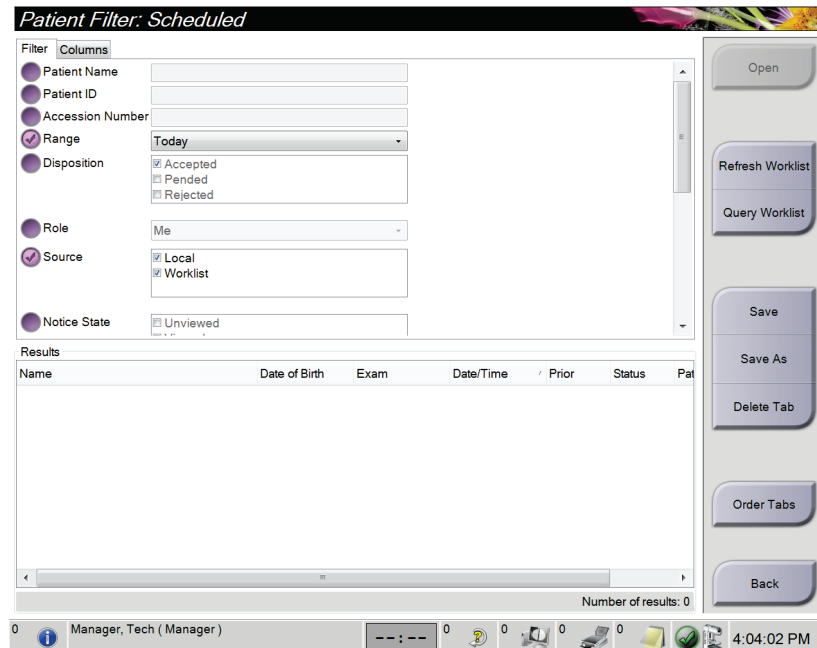 Patient Filter: Scheduled
Filter Columns
Patient Name
Patient ID
Accession Number
Range Today
Disposition Accepted
Pended
Rejected
Role Me
Source Local
Worklist
Notice State Unviewed
Open
Refresh Worklist
Query Worklist
Save
Save As
Delete Tab
Order Tabs
Back
Results
Name Date of Birth Exam Date/Time Prior Status Pat
Number of results: 0
0 Manager, Tech ( Manager ) --:-- 0 0 0 0 4:04:02 PM